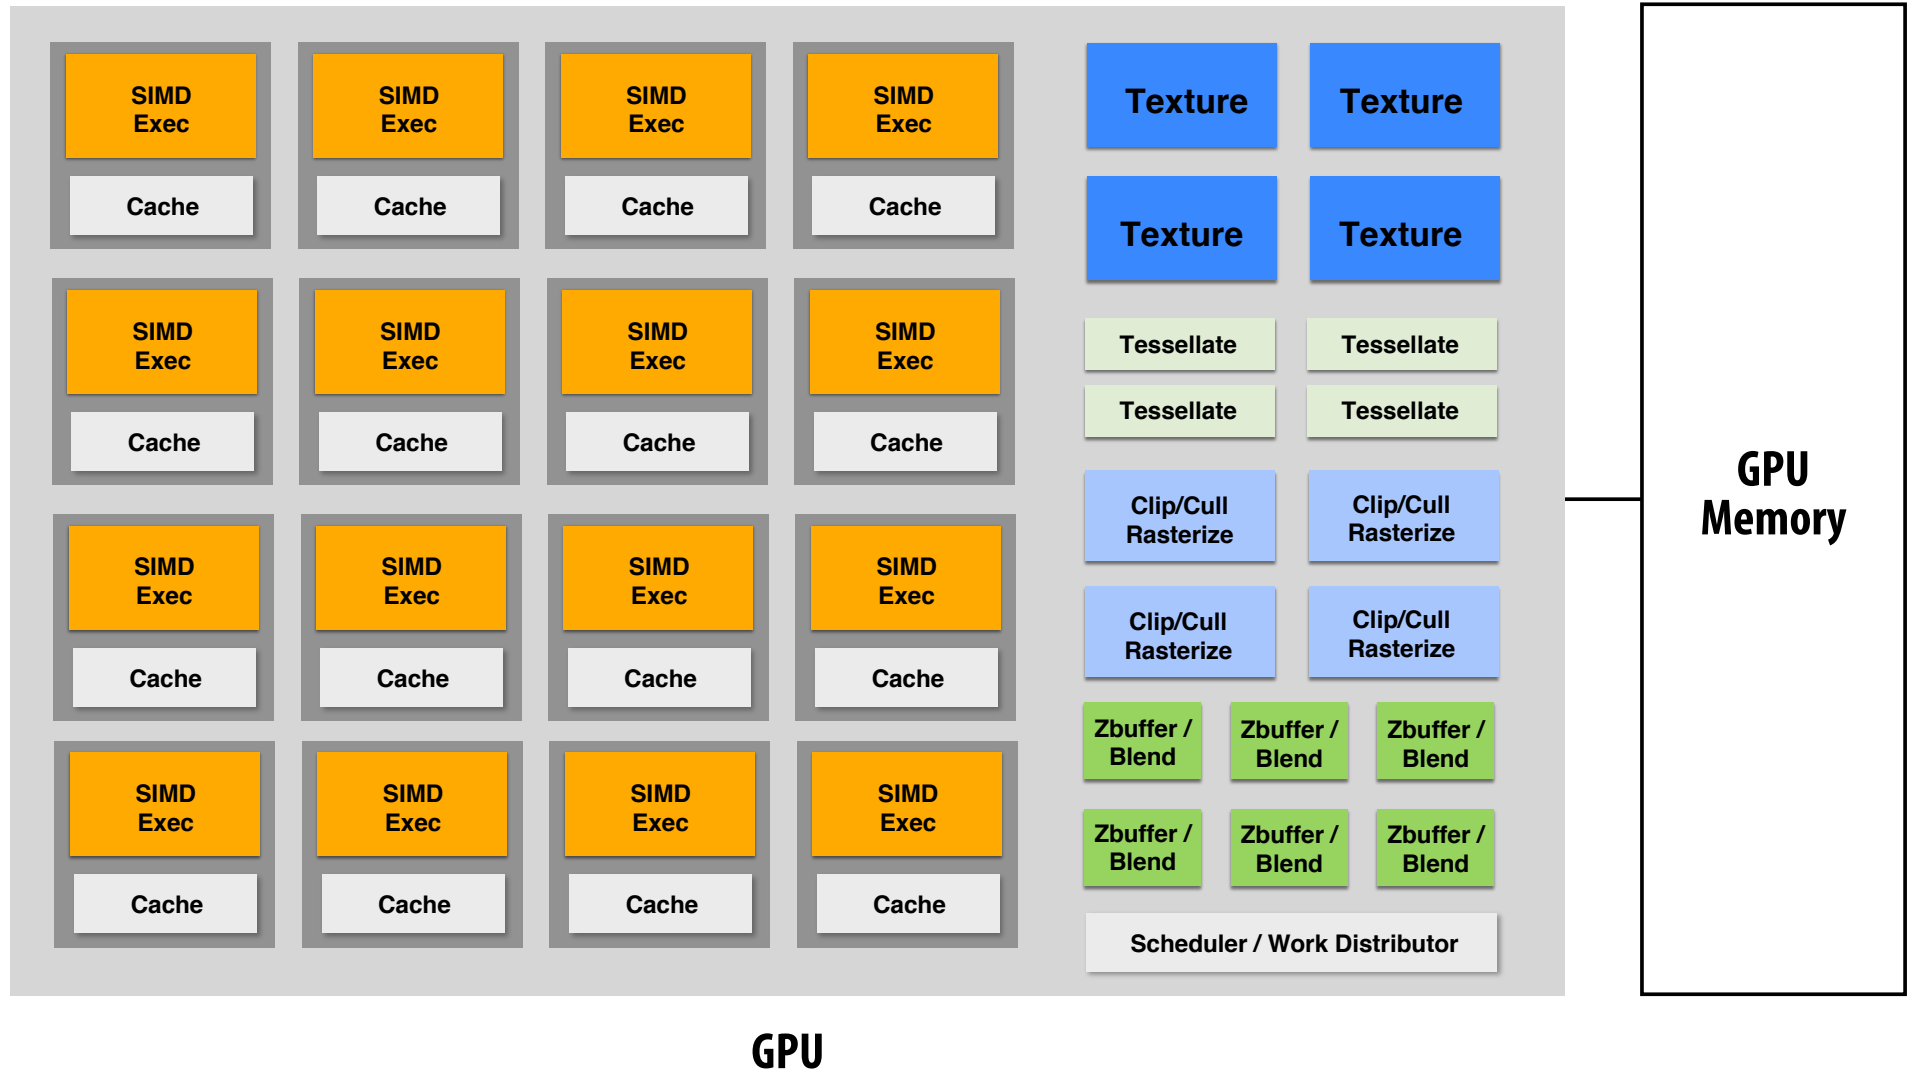 SIMD
Exec
Cache
SIMD
Exec
Cache
SIMD
Exec
Cache
SIMD
Exec
Cache
SIMD
Exec
Cache
SIMD
Exec
Cache
SIMD
Exec
Cache
SIMD
Exec
Cache
SIMD
Exec
Cache
SIMD
Exec
Cache
SIMD
Exec
Cache
SIMD
Exec
Cache
SIMD
Exec
Cache
SIMD
Exec
Cache
SIMD
Exec
Cache
SIMD
Exec
Cache
Texture
Texture
Texture
Texture
Tessellate
Tessellate
Tessellate
Tessellate
Clip/Cull
Rasterize
Clip/Cull
Rasterize
Clip/Cull
Rasterize
Clip/Cull
Rasterize
Zbuffer /
Blend
Zbuffer /
Blend
Zbuffer /
Blend
Zbuffer /
Blend
Zbuffer /
Blend
Zbuffer /
Blend
Scheduler / Work Distributor
GPU
Memory
GPU